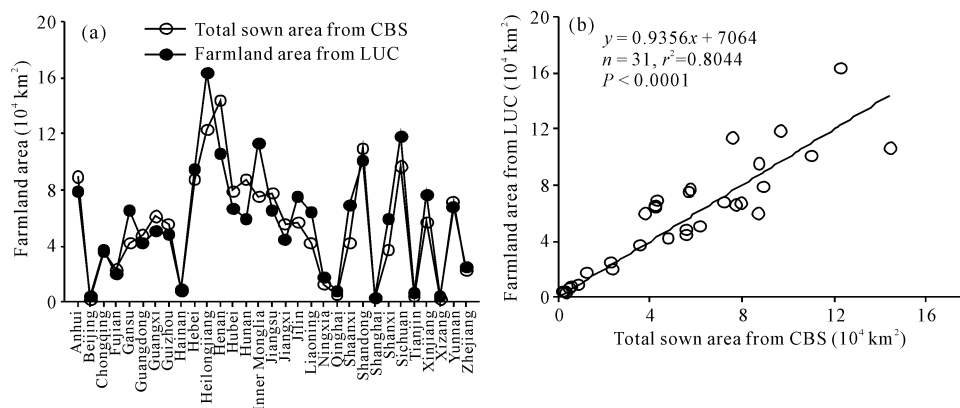 (a)
Total sown area from CBS
Farmland area from LUC
Farmland area (10⁴ km²)
20
16
12
8
4
0
Anhui
Beijing
Chongqing
Fujian
Gansu
Guangdong
Guangxi
Guizhou
Hainan
Hebei
Heilongjiang
Henan
Hubei
Hunan
Inner Monglia
Jiangsu
Jiangxi
Jilin
Liaoning
Ningxia
Qinghai
Shaanxi
Shandong
Shanghai
Shanxi
Sichuan
Tianjin
Xinjiang
Xizang
Yunnan
Zhejiang
(b)
y = 0.9356x + 7064
n = 31, r²=0.8044
P < 0.0001
Farmland area from LUC (10⁴ km²)
20
16
12
8
4
0
0 4 8 12 16
Total sown area from CBS (10⁴ km²)